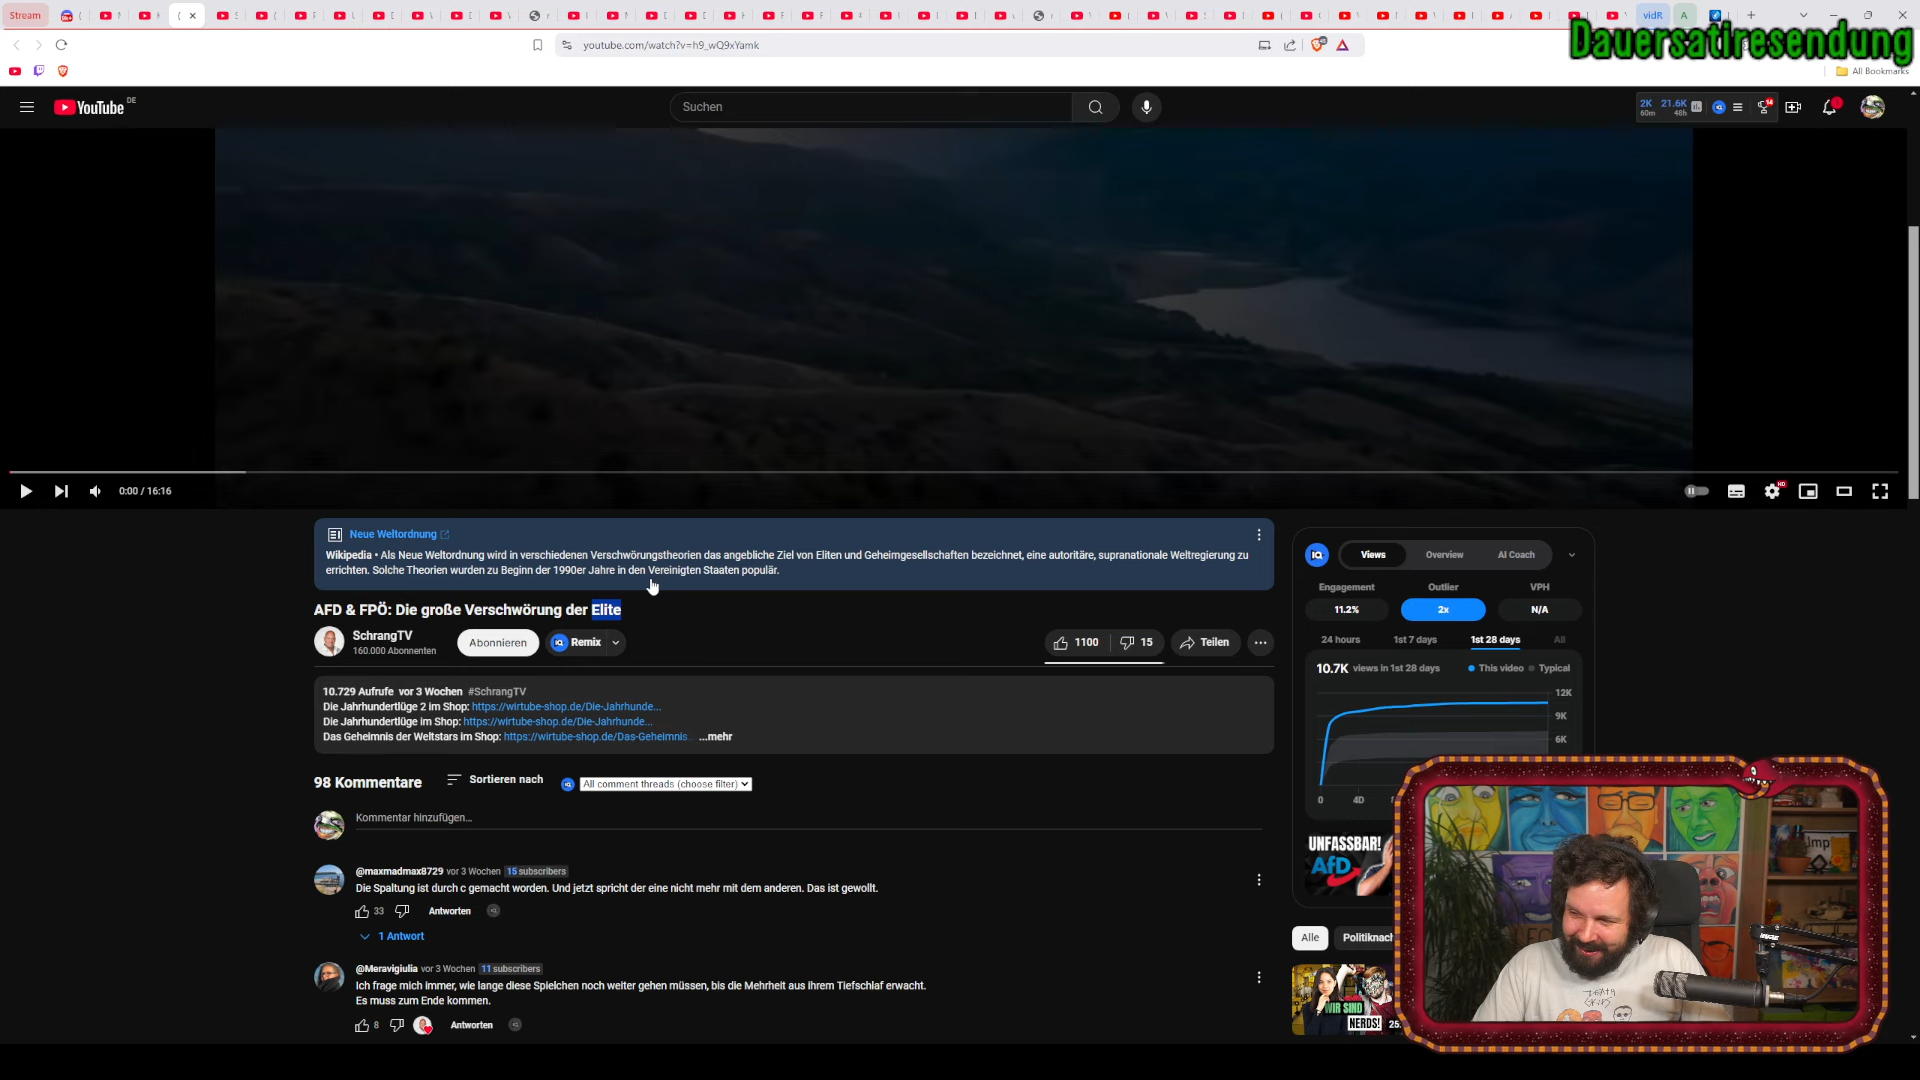 Stream
vidR
A
youtube.com/watch?v=h9_wQ9xYamk
Dauersatiresendung
All Bookmarks
YouTube DE
Suchen
2K 21.6K
60m 48h
14
0:00 / 16:16
HD
Neue Weltordnung
Wikipedia • Als Neue Weltordnung wird in verschiedenen Verschwörungstheorien das angebliche Ziel von Eliten und Geheimgesellschaften bezeichnet, eine autoritäre, supranationale Weltregierung zu
errichten. Solche Theorien wurden zu Beginn der 1990er Jahre in den Vereinigten Staaten populär.
AFD & FPÖ: Die große Verschwörung der Elite
SchrangTV
160.000 Abonnenten
Abonnieren
Remix
1100
15
Teilen
10.729 Aufrufe vor 3 Wochen #SchrangTV
Die Jahrhundertlüge 2 im Shop: https://wirtube-shop.de/Die-Jahrhunde...
Die Jahrhundertlüge im Shop: https://wirtube-shop.de/Die-Jahrhunde...
Das Geheimnis der Weltstars im Shop: https://wirtube-shop.de/Das-Geheimnis. ...mehr
98 Kommentare
Sortieren nach
All comment threads (choose filter)
Kommentar hinzufügen...
@maxmadmax8729 vor 3 Wochen 15 subscribers
Die Spaltung ist durch c gemacht worden. Und jetzt spricht der eine nicht mehr mit dem anderen. Das ist gewollt.
33
Antworten
1 Antwort
@Meravigiulia vor 3 Wochen 11 subscribers
Ich frage mich immer, wie lange diese Spielchen noch weiter gehen müssen, bis die Mehrheit aus ihrem Tiefschlaf erwacht.
Es muss zum Ende kommen.
8
Antworten
Views
Overview
AI Coach
Engagement
Outlier
VPH
11.2%
2x
N/A
24 hours
1st 7 days
1st 28 days
All
10.7K views in 1st 28 days
This video
Typical
12K
9K
6K
0
4D
UNFASSBAR!
AfD
Alle
Politiknach
WIR SIND
NERDS!
25